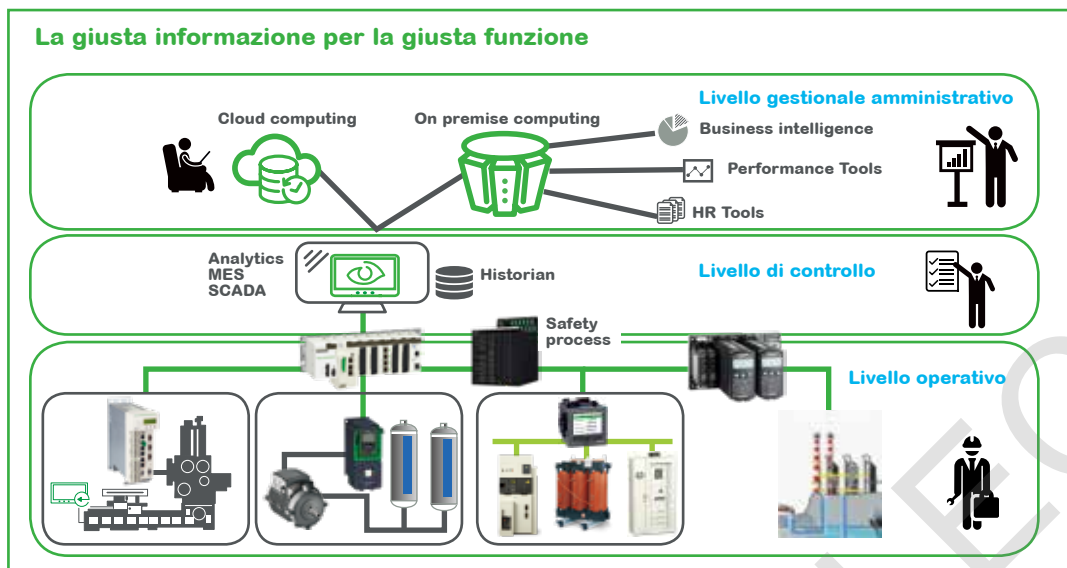 La giusta informazione per la giusta funzione
Livello gestionale amministrativo
Cloud computing
On premise computing
Business intelligence
Performance Tools
HR Tools
Analytics
MES
SCADA
Historian
Livello di controllo
Safety
process
Livello operativo